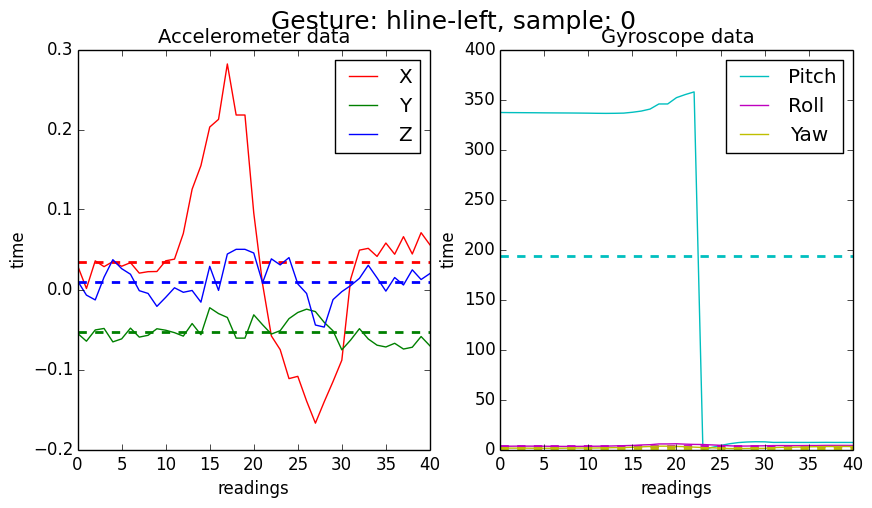 Gesture: hline-left, sample: 0
Accelerometer data
0.3
0.2
0.1
0.0
−0.1
−0.2
time
0 5 10 15 20 25 30 35 40
readings
X
Y
Z
Gyroscope data
400
350
300
250
200
150
100
50
0
time
0 5 10 15 20 25 30 35 40
readings
Pitch
Roll
Yaw